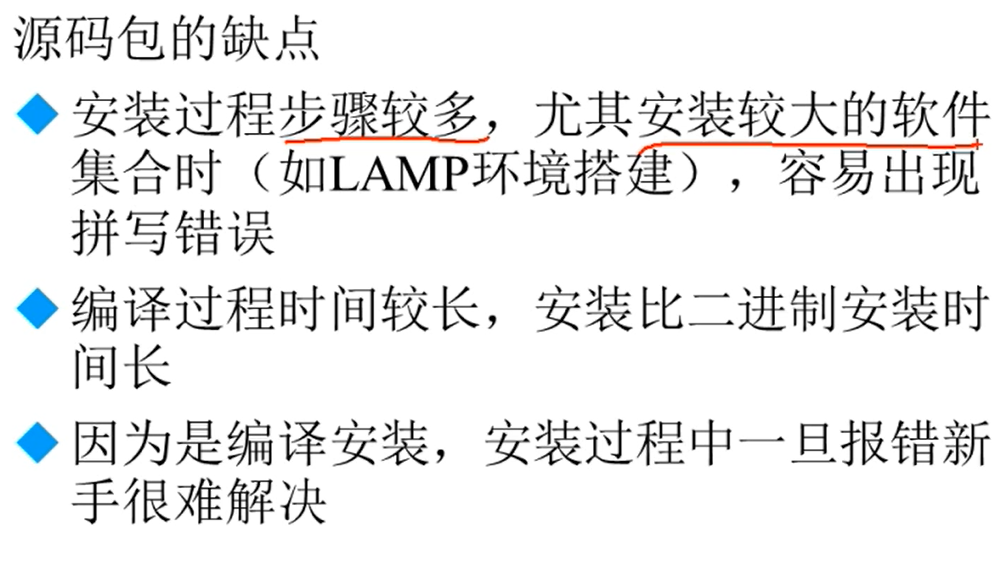 源码包的缺点
安装过程步骤较多，尤其安装较大的软件
集合时（如LAMP环境搭建），容易出现
拼写错误
编译过程时间较长，安装比二进制安装时
间长
因为是编译安装，安装过程中一旦报错新
手很难解决